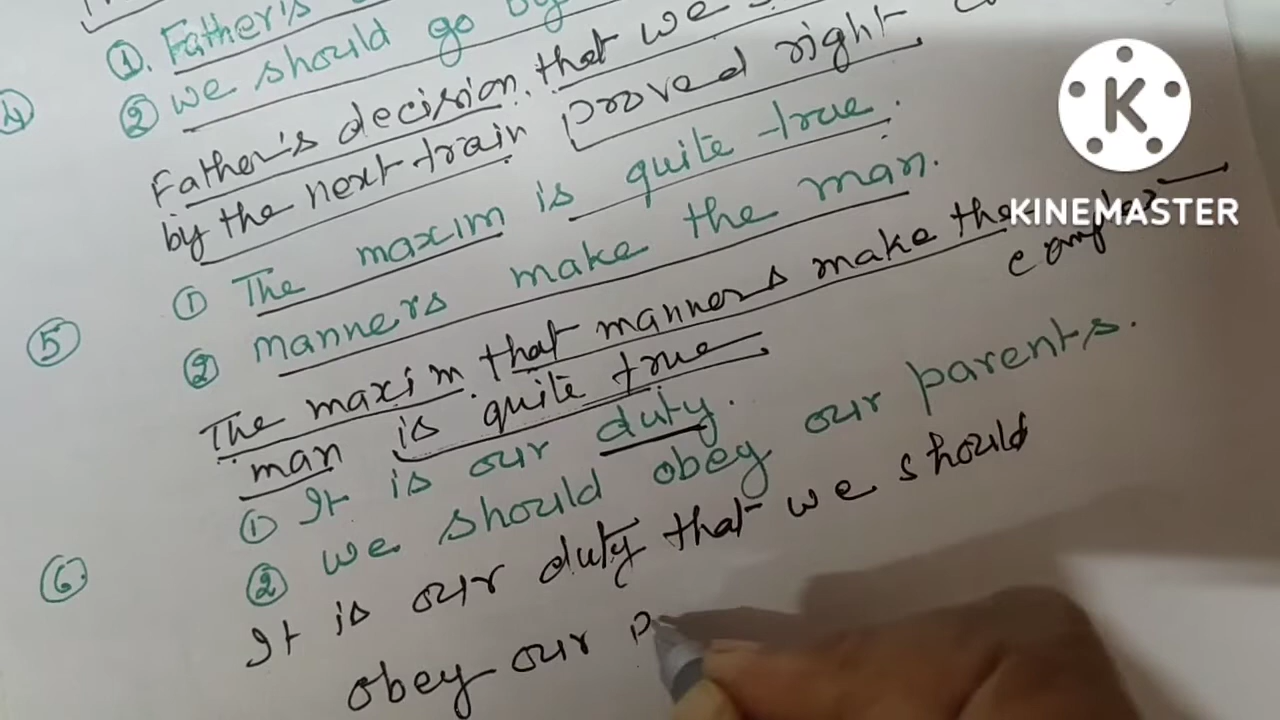 ①. Father's
② we should go by
④
Father's decision that we
by the next train proved right
① The maxim is quite true.
⑤
② manners make the man.
The maxim that manners make the
man is quite true
① It is our duty.
⑥
② we should obey our parents.
It is our duty that we should
obey our P
K
KINEMASTER